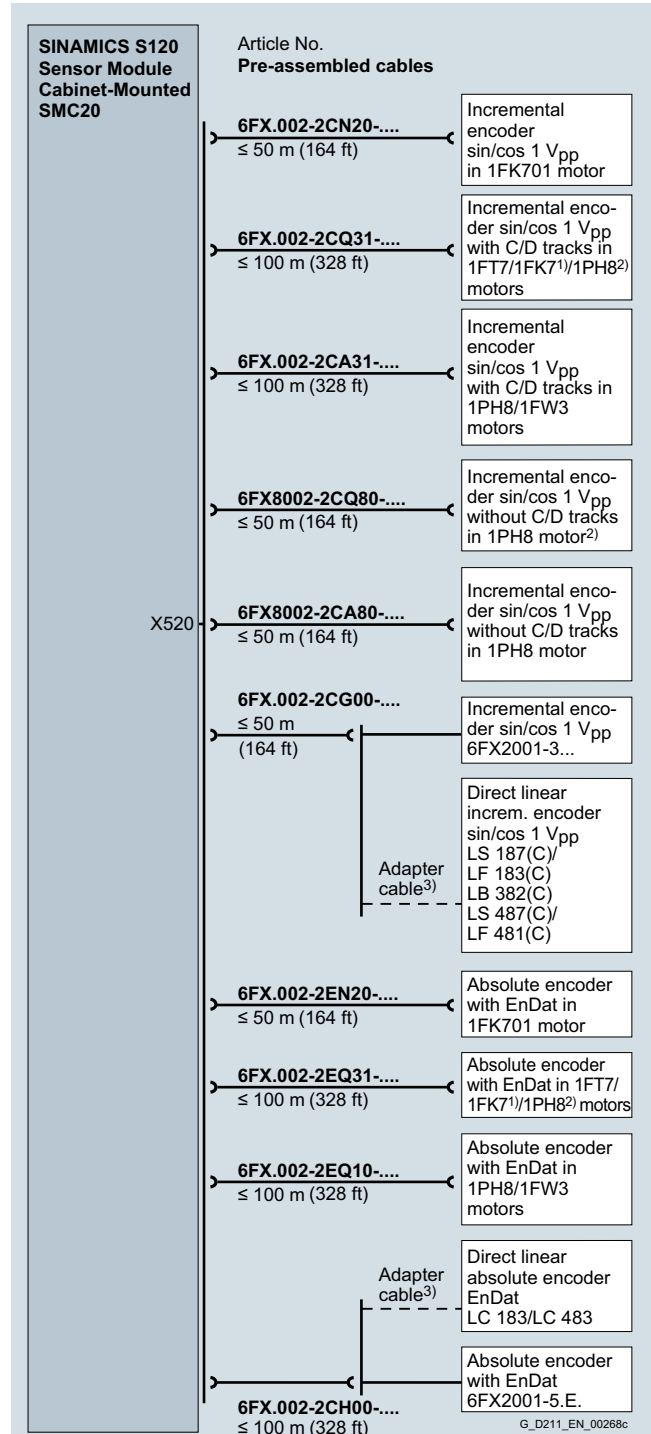 SINAMICS S120
Sensor Module
Cabinet-Mounted
SMC20
Article No.
Pre-assembled cables
6FX.002-2CN20-....
≤ 50 m (164 ft)
Incremental
encoder
sin/cos 1 Vpp
in 1FK701 motor
6FX.002-2CQ31-....
≤ 100 m (328 ft)
Incremental enco-
der sin/cos 1 Vpp
with C/D tracks in
1FT7/1FK71)/1PH82)
motors
6FX.002-2CA31-....
≤ 100 m (328 ft)
Incremental
encoder
sin/cos 1 Vpp
with C/D tracks in
1PH8/1FW3
motors
6FX8002-2CQ80-....
≤ 50 m (164 ft)
Incremental enco-
der sin/cos 1 Vpp
without C/D tracks
in 1PH8 motor2)
X520
6FX8002-2CA80-....
≤ 50 m (164 ft)
Incremental enco-
der sin/cos 1 Vpp
without C/D tracks
in 1PH8 motor
6FX.002-2CG00-....
≤ 50 m
(164 ft)
Incremental enco-
der sin/cos 1 Vpp
6FX2001-3...
Adapter
cable3)
Direct linear
increm. encoder
sin/cos 1 Vpp
LS 187(C)/
LF 183(C)
LB 382(C)
LS 487(C)/
LF 481(C)
6FX.002-2EN20-....
≤ 50 m (164 ft)
Absolute encoder
with EnDat in
1FK701 motor
6FX.002-2EQ31-....
≤ 100 m (328 ft)
Absolute encoder
with EnDat in 1FT7/
1FK71)/1PH82) motors
6FX.002-2EQ10-....
≤ 100 m (328 ft)
Absolute encoder
with EnDat in
1PH8/1FW3
motors
Adapter
cable3)
Direct linear
absolute encoder
EnDat
LC 183/LC 483
6FX.002-2CH00-....
≤ 100 m (328 ft)
Absolute encoder
with EnDat
6FX2001-5.E.
G_D211_EN_00268c